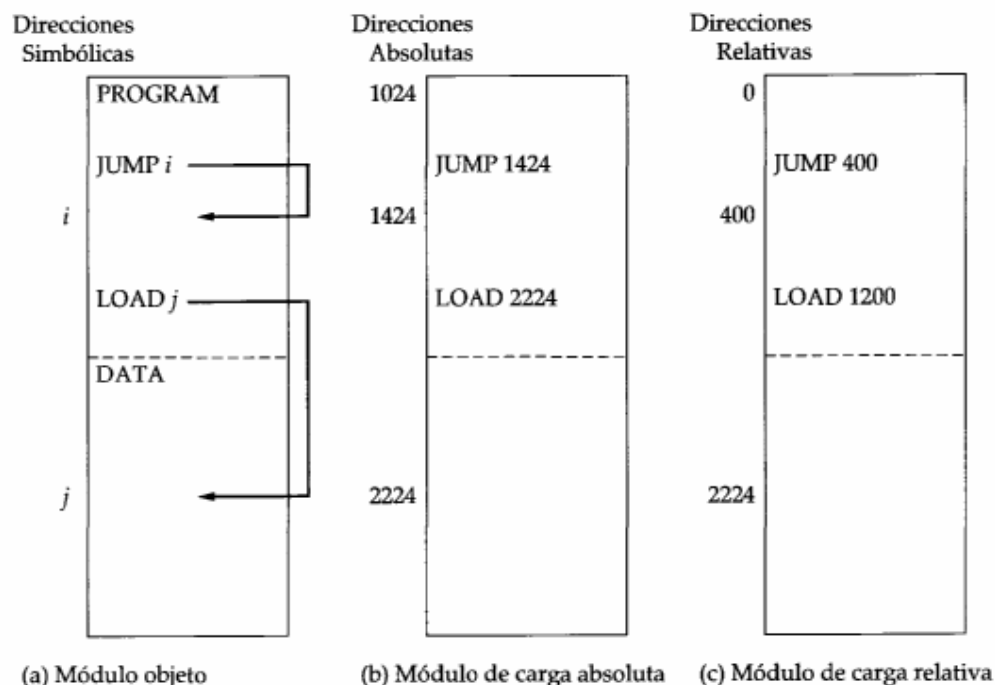 Direcciones
Simbólicas
PROGRAM
JUMP i
i
LOAD j
DATA
j
(a) Módulo objeto
Direcciones
Absolutas
1024
JUMP 1424
1424
LOAD 2224
2224
(b) Módulo de carga absoluta
Direcciones
Relativas
0
JUMP 400
400
LOAD 1200
2224
(c) Módulo de carga relativa